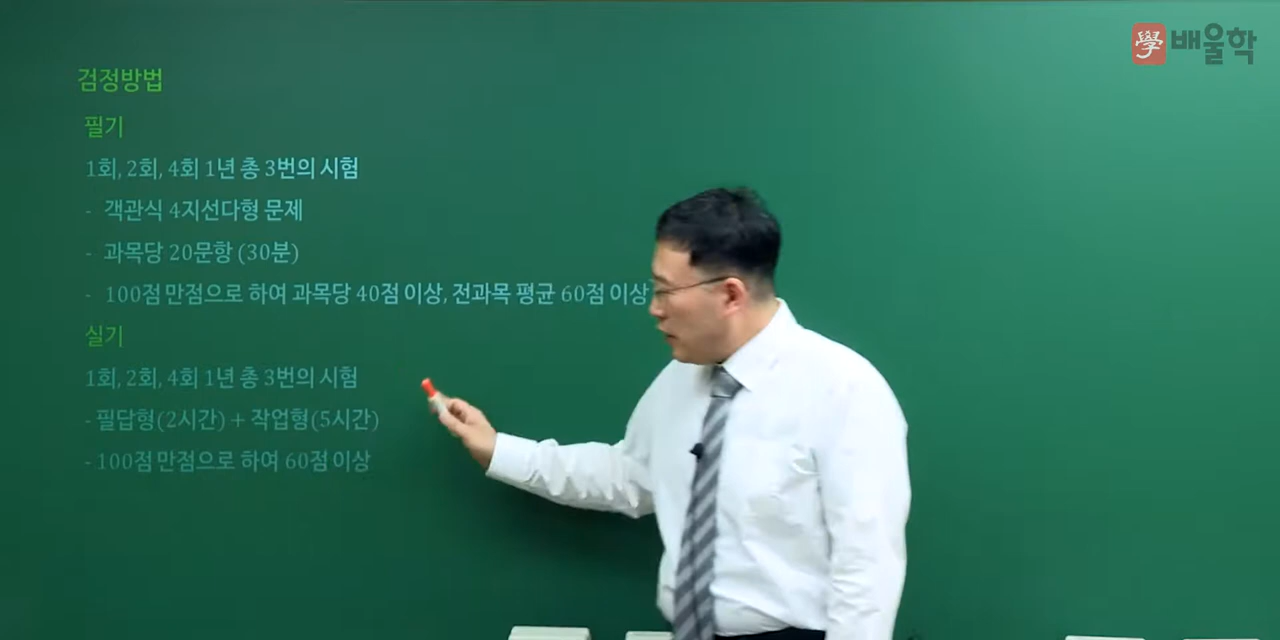 學 배울학
검정방법
필기
1회, 2회, 4회 1년 총 3번의 시험
- 객관식 4지선다형 문제
- 과목당 20문항 (30분)
- 100점 만점으로 하여 과목당 40점 이상, 전과목 평균 60점 이상
실기
1회, 2회, 4회 1년 총 3번의 시험
- 필답형(2시간) + 작업형(5시간)
- 100점 만점으로 하여 60점 이상